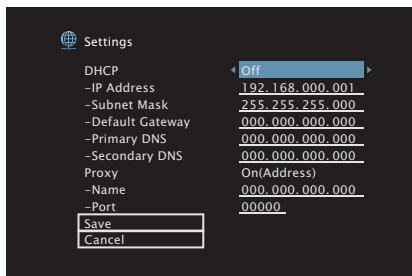 Settings
DHCP Off
–IP Address 192.168.000.001
–Subnet Mask 255.255.255.000
–Default Gateway 000.000.000.000
–Primary DNS 000.000.000.000
–Secondary DNS 000.000.000.000
Proxy On(Address)
–Name 000.000.000.000
–Port 00000
Save
Cancel